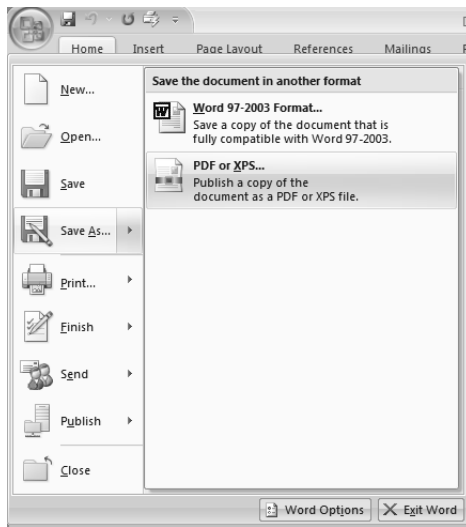 Home Insert Page Layout References Mailings
New...
Open...
Save
Save As...
Print...
Finish
Send
Publish
Close
Save the document in another format
Word 97-2003 Format...
Save a copy of the document that is
fully compatible with Word 97-2003.
PDF or XPS...
Publish a copy of the
document as a PDF or XPS file.
Word Options Exit Word